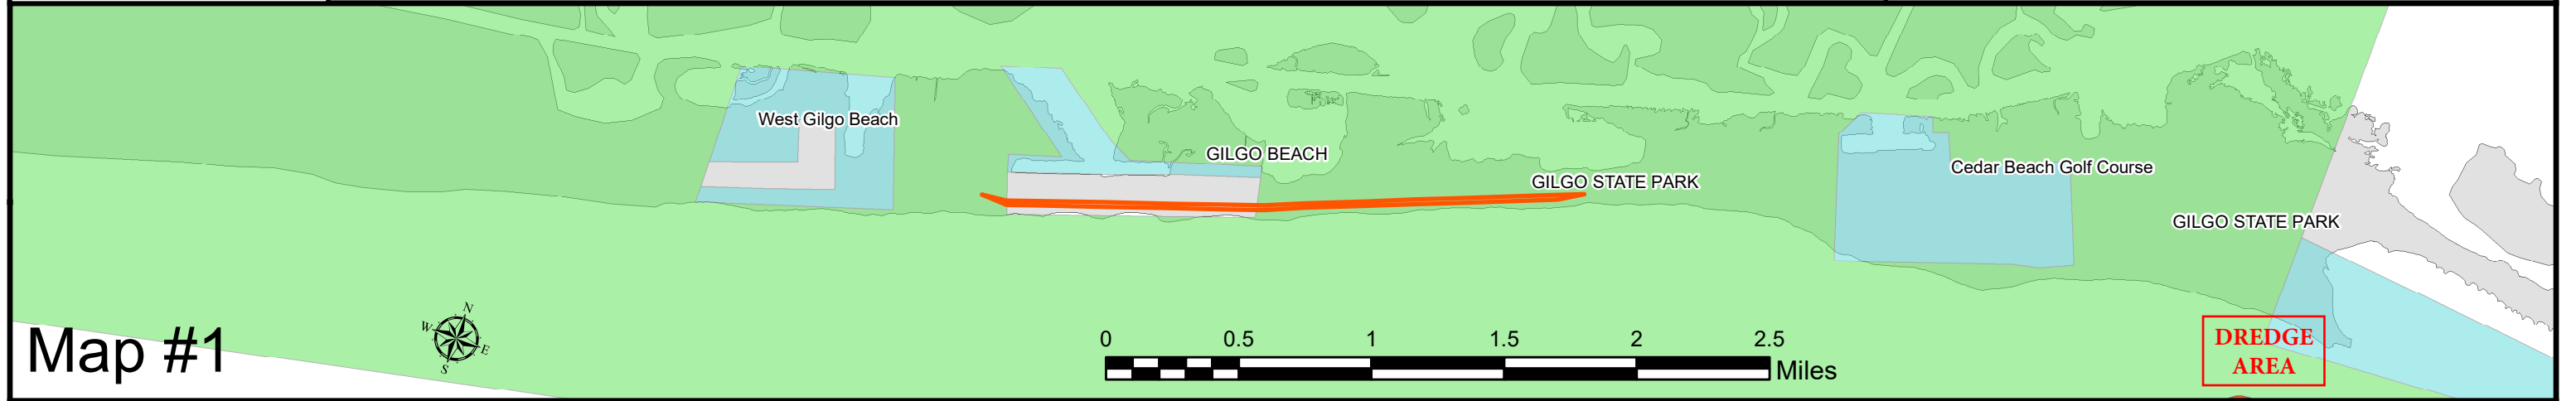 West Gilgo Beach
GILGO BEACH
GILGO STATE PARK
Cedar Beach Golf Course
GILGO STATE PARK
Map #1
N
W
E
S
0 0.5 1 1.5 2 2.5
Miles
DREDGE
AREA